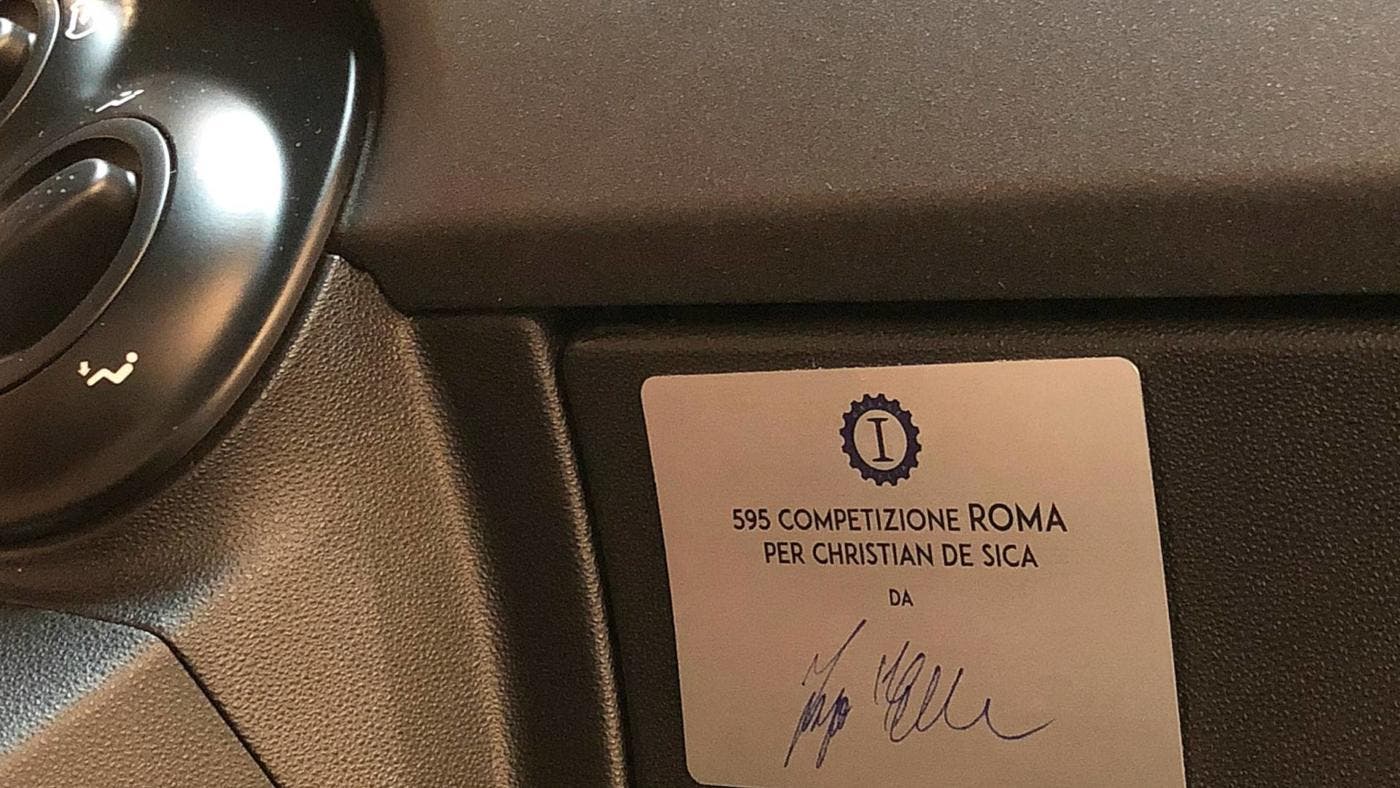 I
595 COMPETIZIONE ROMA
PER CHRISTIAN DE SICA
DA